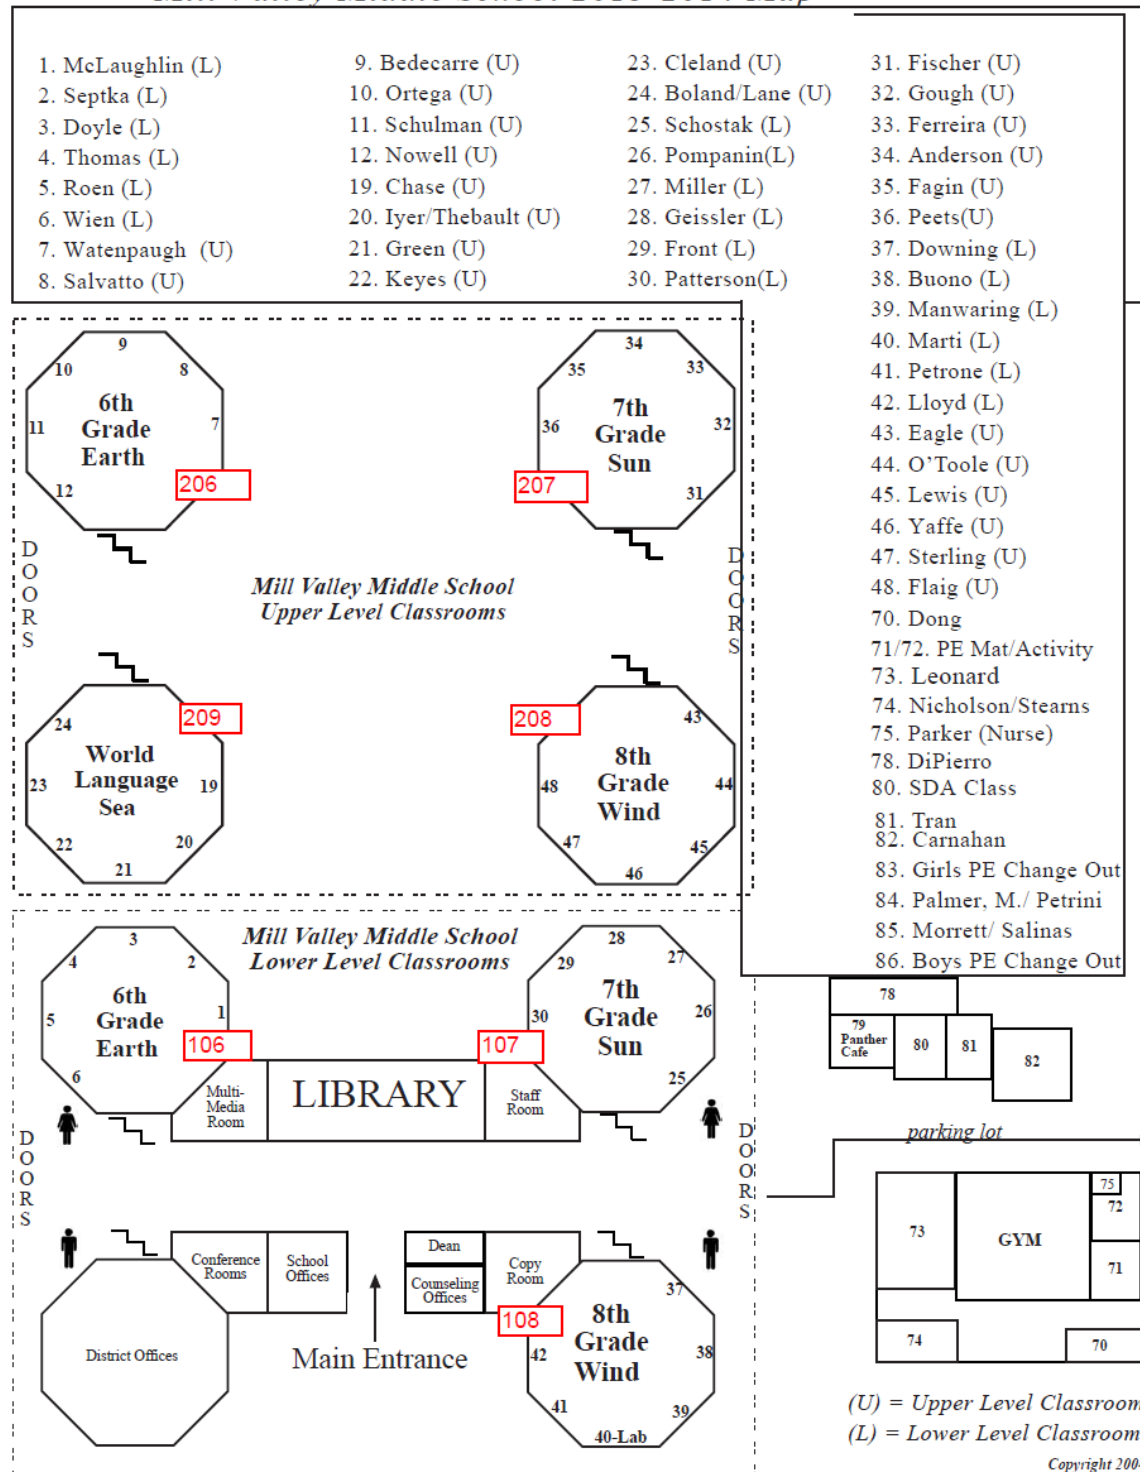 Mill Valley Middle School 2013-2014 Map
1. McLaughlin (L)
2. Septka (L)
3. Doyle (L)
4. Thomas (L)
5. Roen (L)
6. Wien (L)
7. Watenpaugh (U)
8. Salvatto (U)
9. Bedecarre (U)
10. Ortega (U)
11. Schulman (U)
12. Nowell (U)
19. Chase (U)
20. Iyer/Thebault (U)
21. Green (U)
22. Keyes (U)
23. Cleland (U)
24. Boland/Lane (U)
25. Schostak (L)
26. Pompanin(L)
27. Miller (L)
28. Geissler (L)
29. Front (L)
30. Patterson(L)
31. Fischer (U)
32. Gough (U)
33. Ferreira (U)
34. Anderson (U)
35. Fagin (U)
36. Peets(U)
37. Downing (L)
38. Buono (L)
39. Manwaring (L)
40. Marti (L)
41. Petrone (L)
42. Lloyd (L)
43. Eagle (U)
44. O'Toole (U)
45. Lewis (U)
46. Yaffe (U)
47. Sterling (U)
48. Flaig (U)
70. Dong
71/72. PE Mat/Activity
73. Leonard
74. Nicholson/Stearns
75. Parker (Nurse)
78. DiPierro
80. SDA Class
81. Tran
82. Carnahan
83. Girls PE Change Out
84. Palmer, M./ Petrini
85. Morrett/ Salinas
86. Boys PE Change Out
9
10
8
6th
Grade
Earth
11
7
12
206
34
35
33
7th
Grade
Sun
36
32
207
31
DOORS
Mill Valley Middle School
Upper Level Classrooms
DOORS
209
24
World
Language
Sea
23
19
22
20
21
208
43
8th
Grade
Wind
48
44
47
45
46
Mill Valley Middle School
Lower Level Classrooms
3
4
2
6th
Grade
Earth
5
1
106
6
28
29
27
7th
Grade
Sun
30
26
107
25
Multi-
Media
Room
LIBRARY
Staff
Room
DOORS
DOORS
Conference
Rooms
School
Offices
Dean
Counseling
Offices
Copy
Room
District Offices
Main Entrance
108
37
8th
Grade
Wind
42
38
41
39
40-Lab
78
79
Panther
Cafe
80
81
82
parking lot
73
GYM
75
72
71
74
70
(U) = Upper Level Classroom
(L) = Lower Level Classroom
Copyright 2004